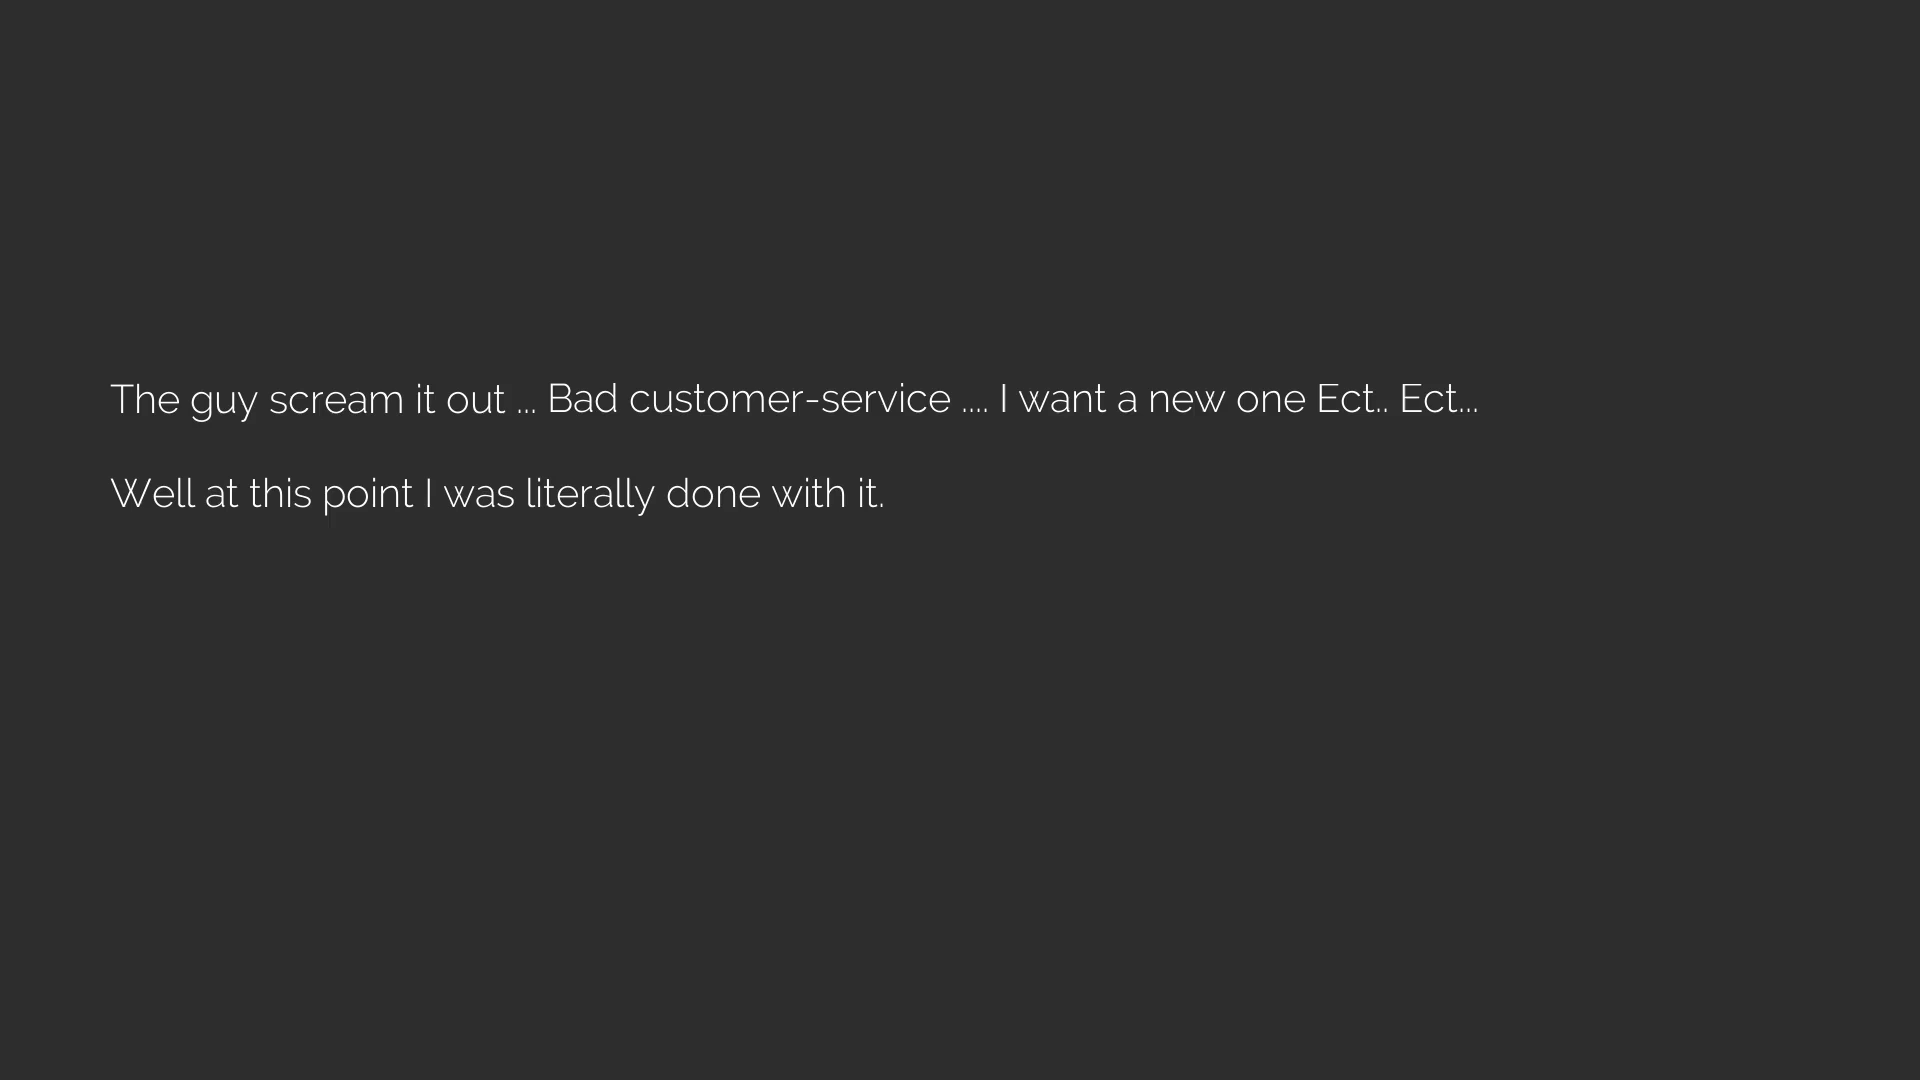 The guy scream it out ... Bad customer-service .... I want a new one Ect.. Ect...
Well at this point I was literally done with it.